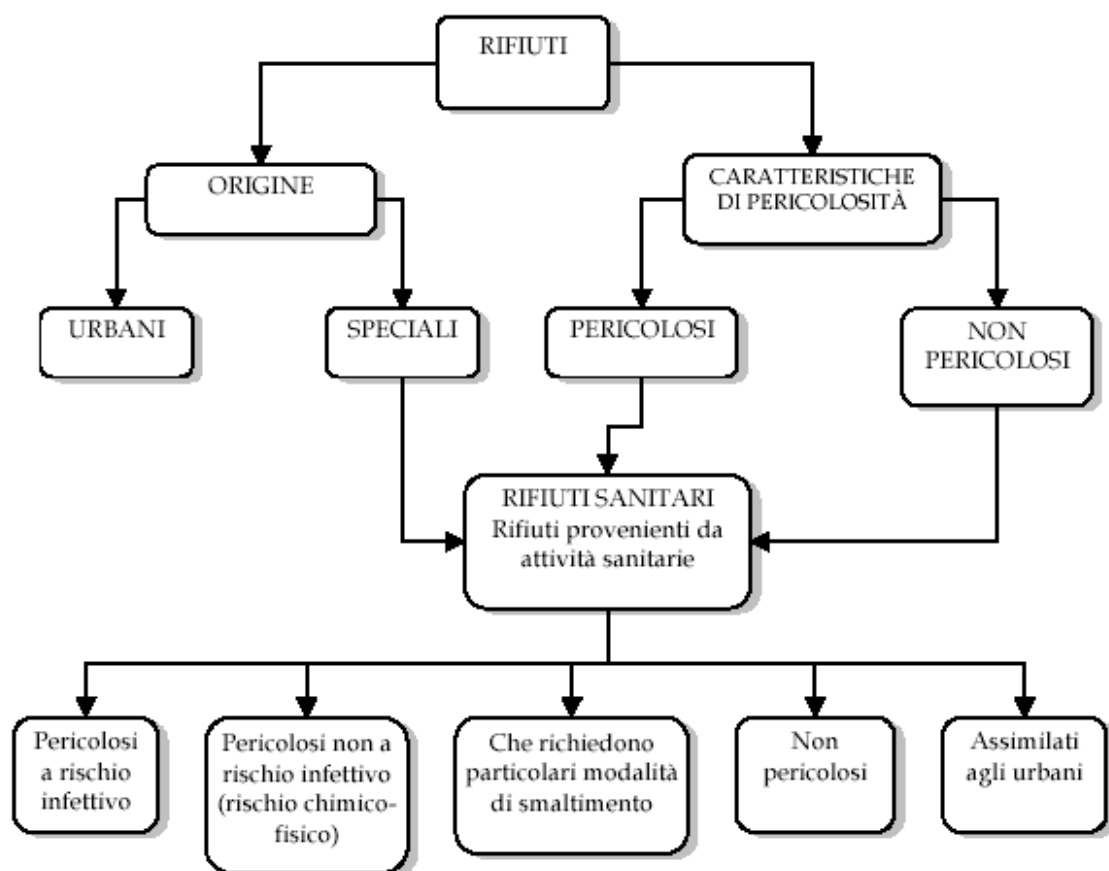 RIFIUTI
ORIGINE
CARATTERISTICHE
DI PERICOLOSITÀ
URBANI
SPECIALI
PERICOLOSI
NON
PERICOLOSI
RIFIUTI SANITARI
Rifiuti provenienti da
attività sanitarie
Pericolosi
a rischio
infettivo
Pericolosi non a
rischio infettivo
(rischio chimico-
fisico)
Che richiedono
particolari modalità
di smaltimento
Non
pericolosi
Assimilati
agli urbani